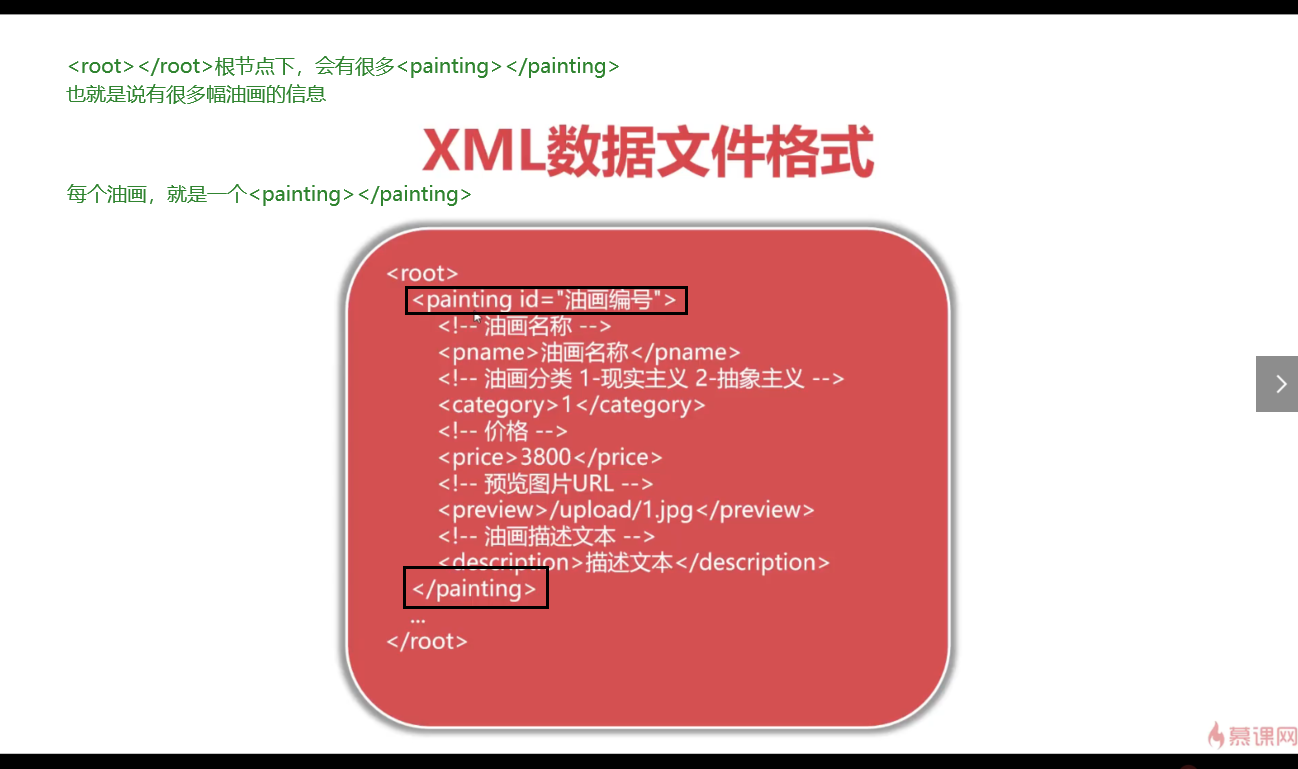 <root></root>根节点下，会有很多<painting></painting>
也就是说有很多幅油画的信息
XML数据文件格式
每个油画，就是一个<painting></painting>
<root>
<painting id="油画编号">
<!-- 油画名称 -->
<pname>油画名称</pname>
<!-- 油画分类 1-现实主义 2-抽象主义 -->
<category>1</category>
<!-- 价格 -->
<price>3800</price>
<!-- 预览图片URL -->
<preview>/upload/1.jpg</preview>
<!-- 油画描述文本 -->
<description>描述文本</description>
</painting>
...
</root>
慕课网